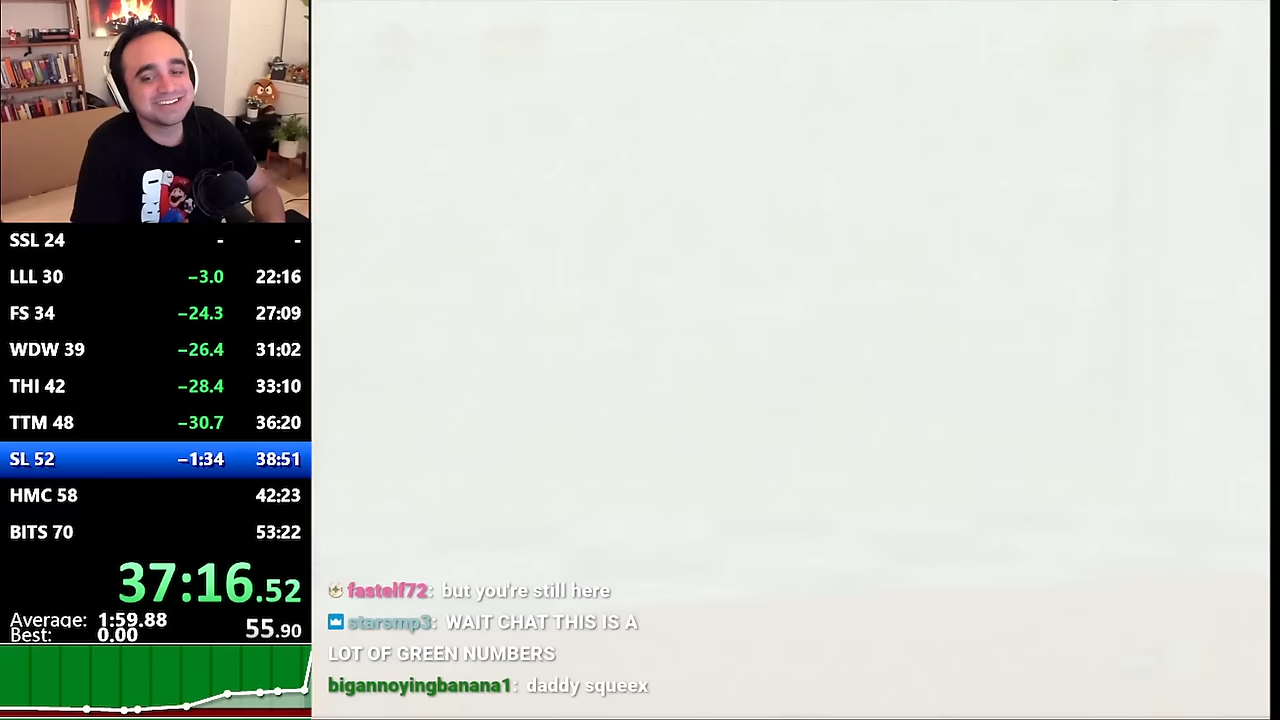 SSL 24 - -
LLL 30 −3.0 22:16
FS 34 −24.3 27:09
WDW 39 −26.4 31:02
THI 42 −28.4 33:10
TTM 48 −30.7 36:20
SL 52 −1:34 38:51
HMC 58 42:23
BITS 70 53:22
37:16.52
Average: 1:59.88
Best: 0.00 55.90
fastelf72: but you're still here
starsmp3: WAIT CHAT THIS IS A
LOT OF GREEN NUMBERS
bigannoyingbanana1: daddy squeex